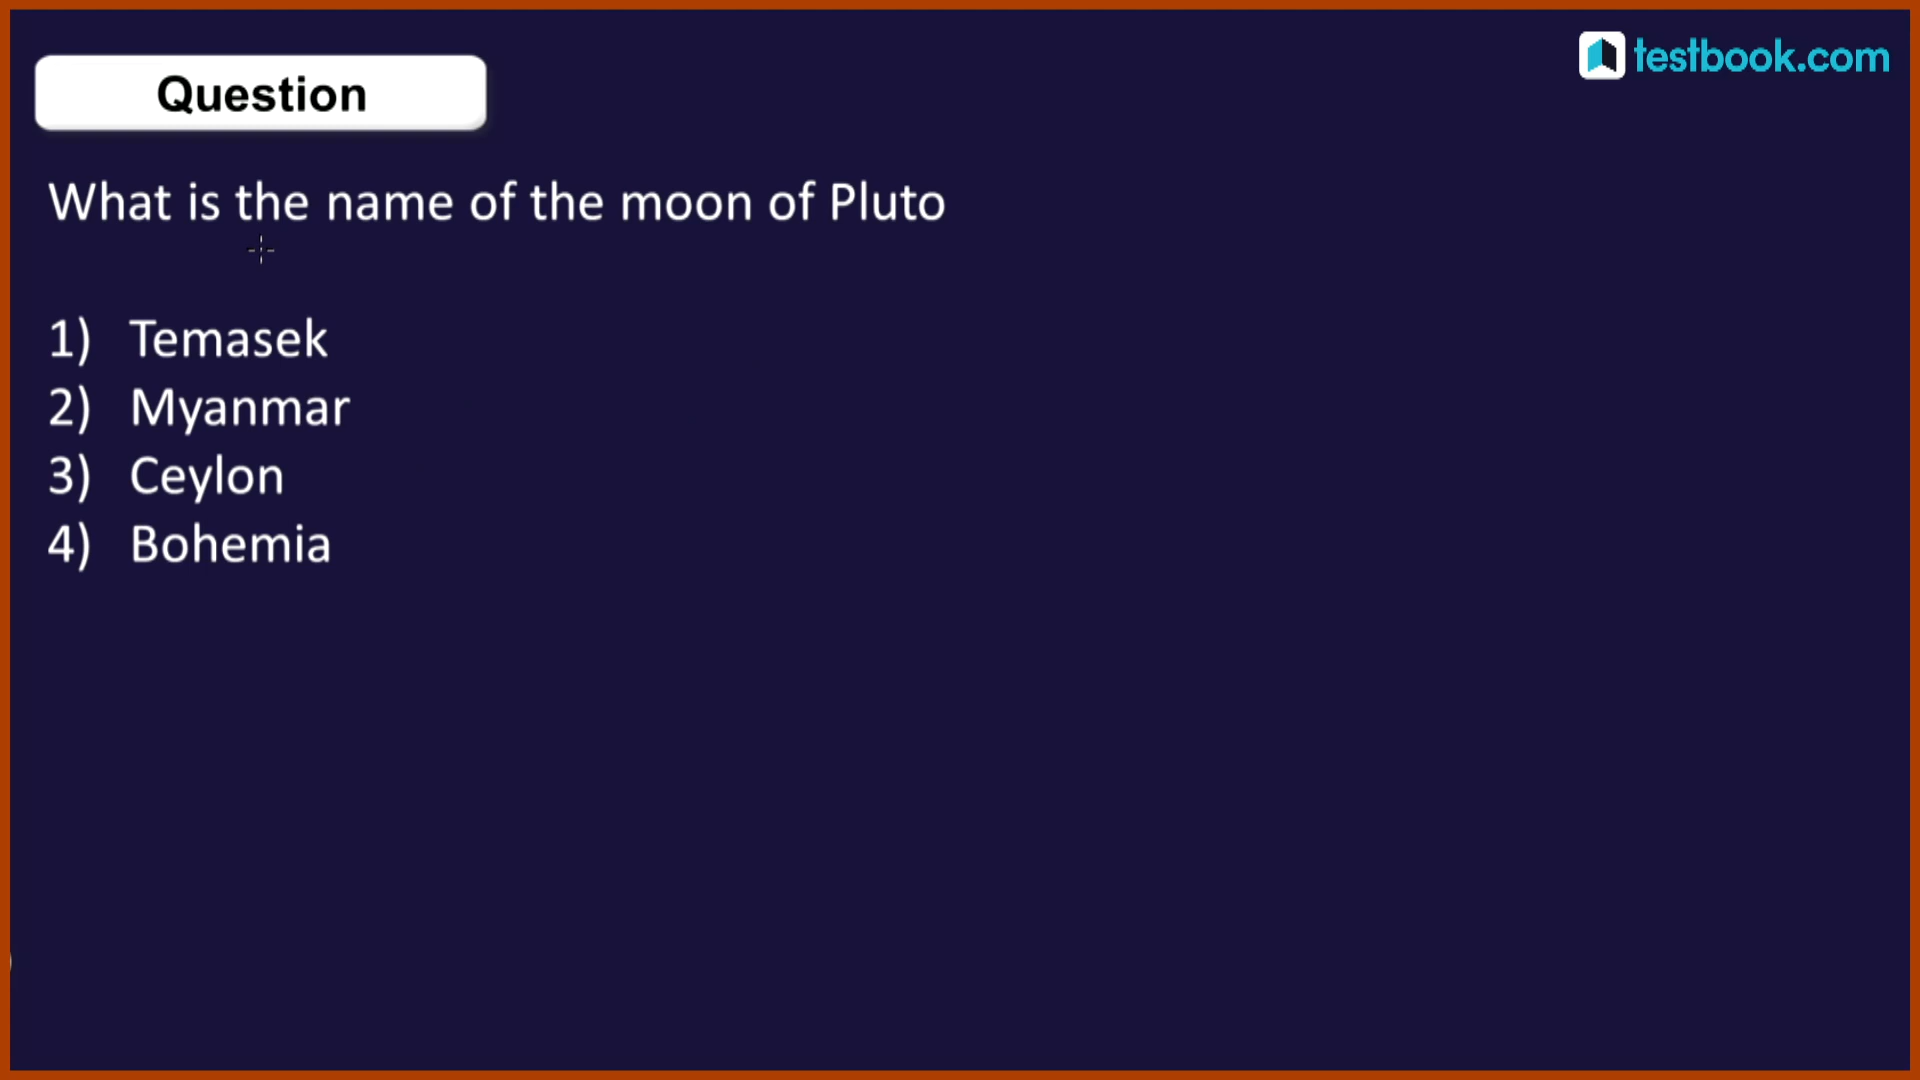 testbook.com
Question
What is the name of the moon of Pluto
1) Temasek
2) Myanmar
3) Ceylon
4) Bohemia